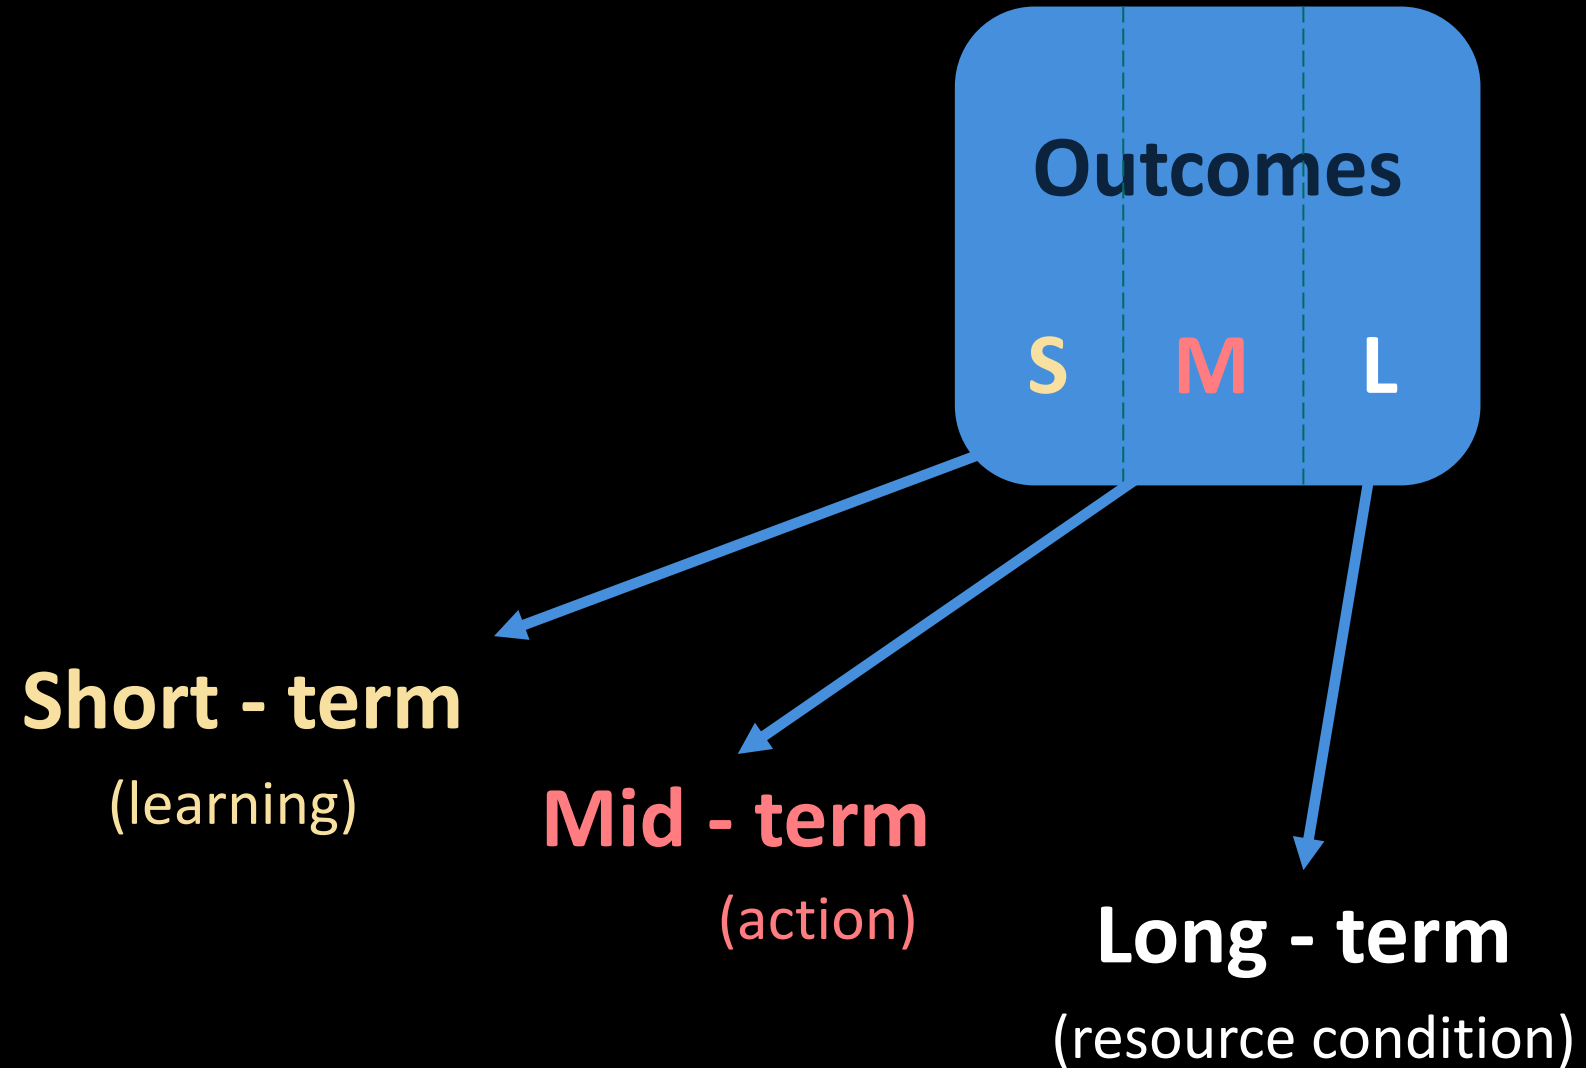 Outcomes
S M L
Short - term
(learning)
Mid - term
(action)
Long - term
(resource condition)